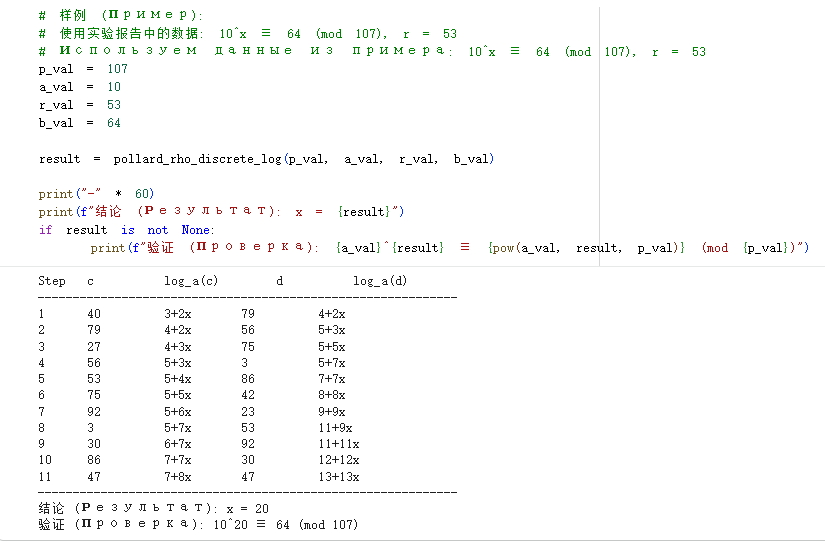 # 样例 (Пример):
# 使用实验报告中的数据: 10^x ≡ 64 (mod 107), r = 53
# Используем данные из примера: 10^x ≡ 64 (mod 107), r = 53
p_val = 107
a_val = 10
r_val = 53
b_val = 64
result = pollard_rho_discrete_log(p_val, a_val, r_val, b_val)
print("-" * 60)
print(f"结论 (Результат): x = {result}")
if result is not None:
print(f"验证 (Проверка): {a_val}^{result} ≡ {pow(a_val, result, p_val)} (mod {p_val})")
Step c log_a(c) d log_a(d)
------------------------------------------------------------
1 40 3+2x 79 4+2x
2 79 4+2x 56 5+3x
3 27 4+3x 75 5+5x
4 56 5+3x 3 5+7x
5 53 5+4x 86 7+7x
6 75 5+5x 42 8+8x
7 92 5+6x 23 9+9x
8 3 5+7x 53 11+9x
9 30 6+7x 92 11+11x
10 86 7+7x 30 12+12x
11 47 7+8x 47 13+13x
------------------------------------------------------------
结论 (Результат): x = 20
验证 (Проверка): 10^20 ≡ 64 (mod 107)